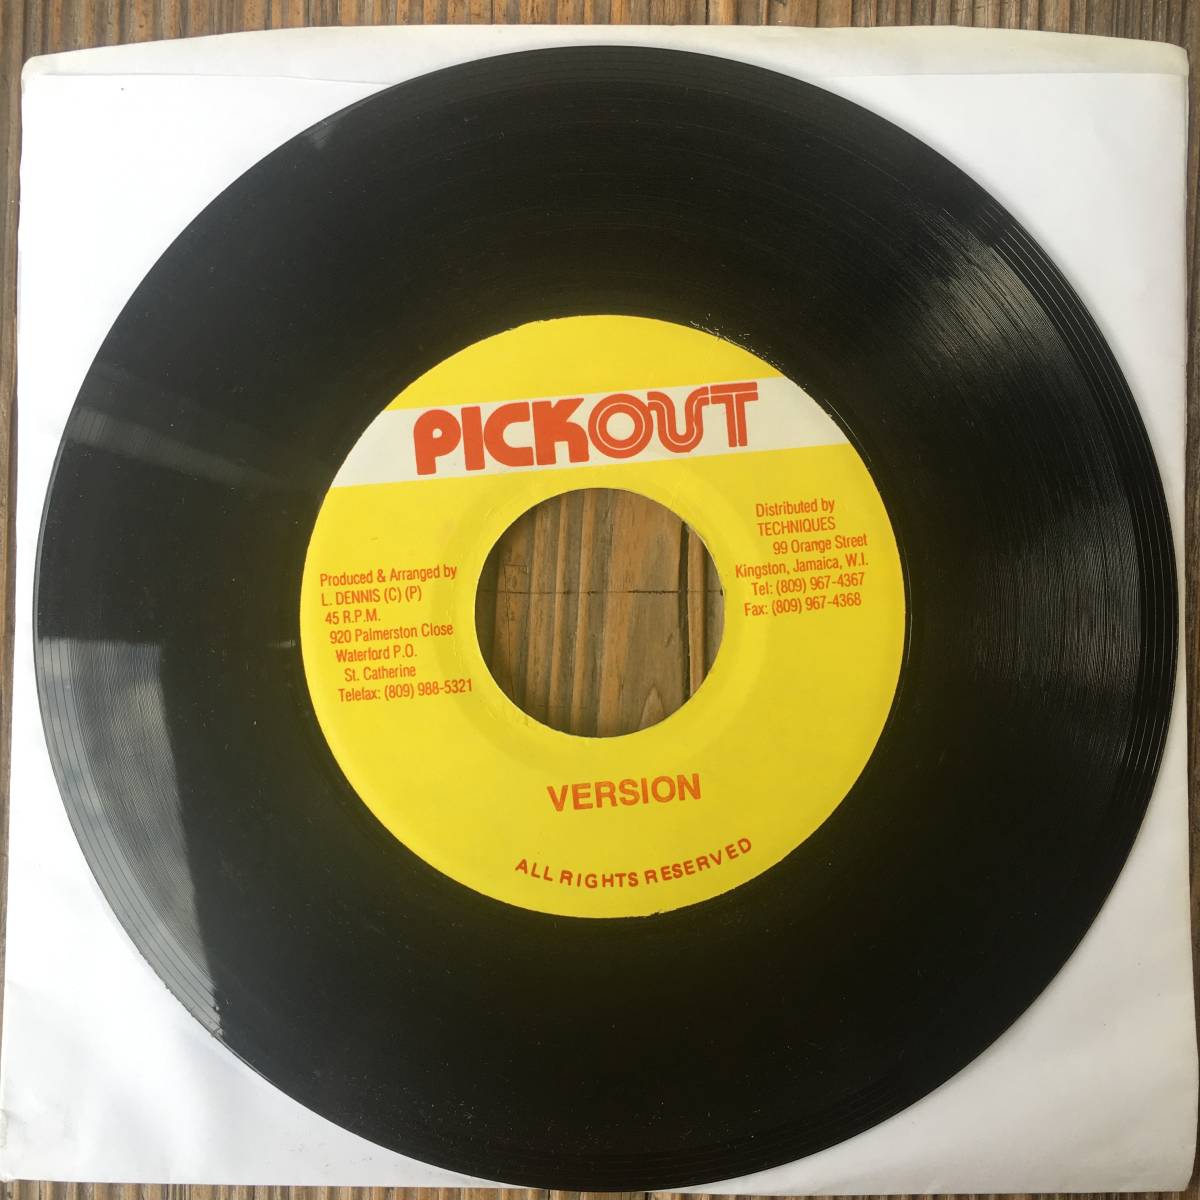 PICKOUT
Produced & Arranged by
L. DENNIS (C) (P)
45 R.P.M.
920 Palmerston Close
Waterford P.O.
St. Catherine
Telefax: (809) 988-5321
Distributed by
TECHNIQUES
99 Orange Street
Kingston, Jamaica, W.I.
Tel: (809) 967-4367
Fax: (809) 967-4368
VERSION
ALL RIGHTS RESERVED